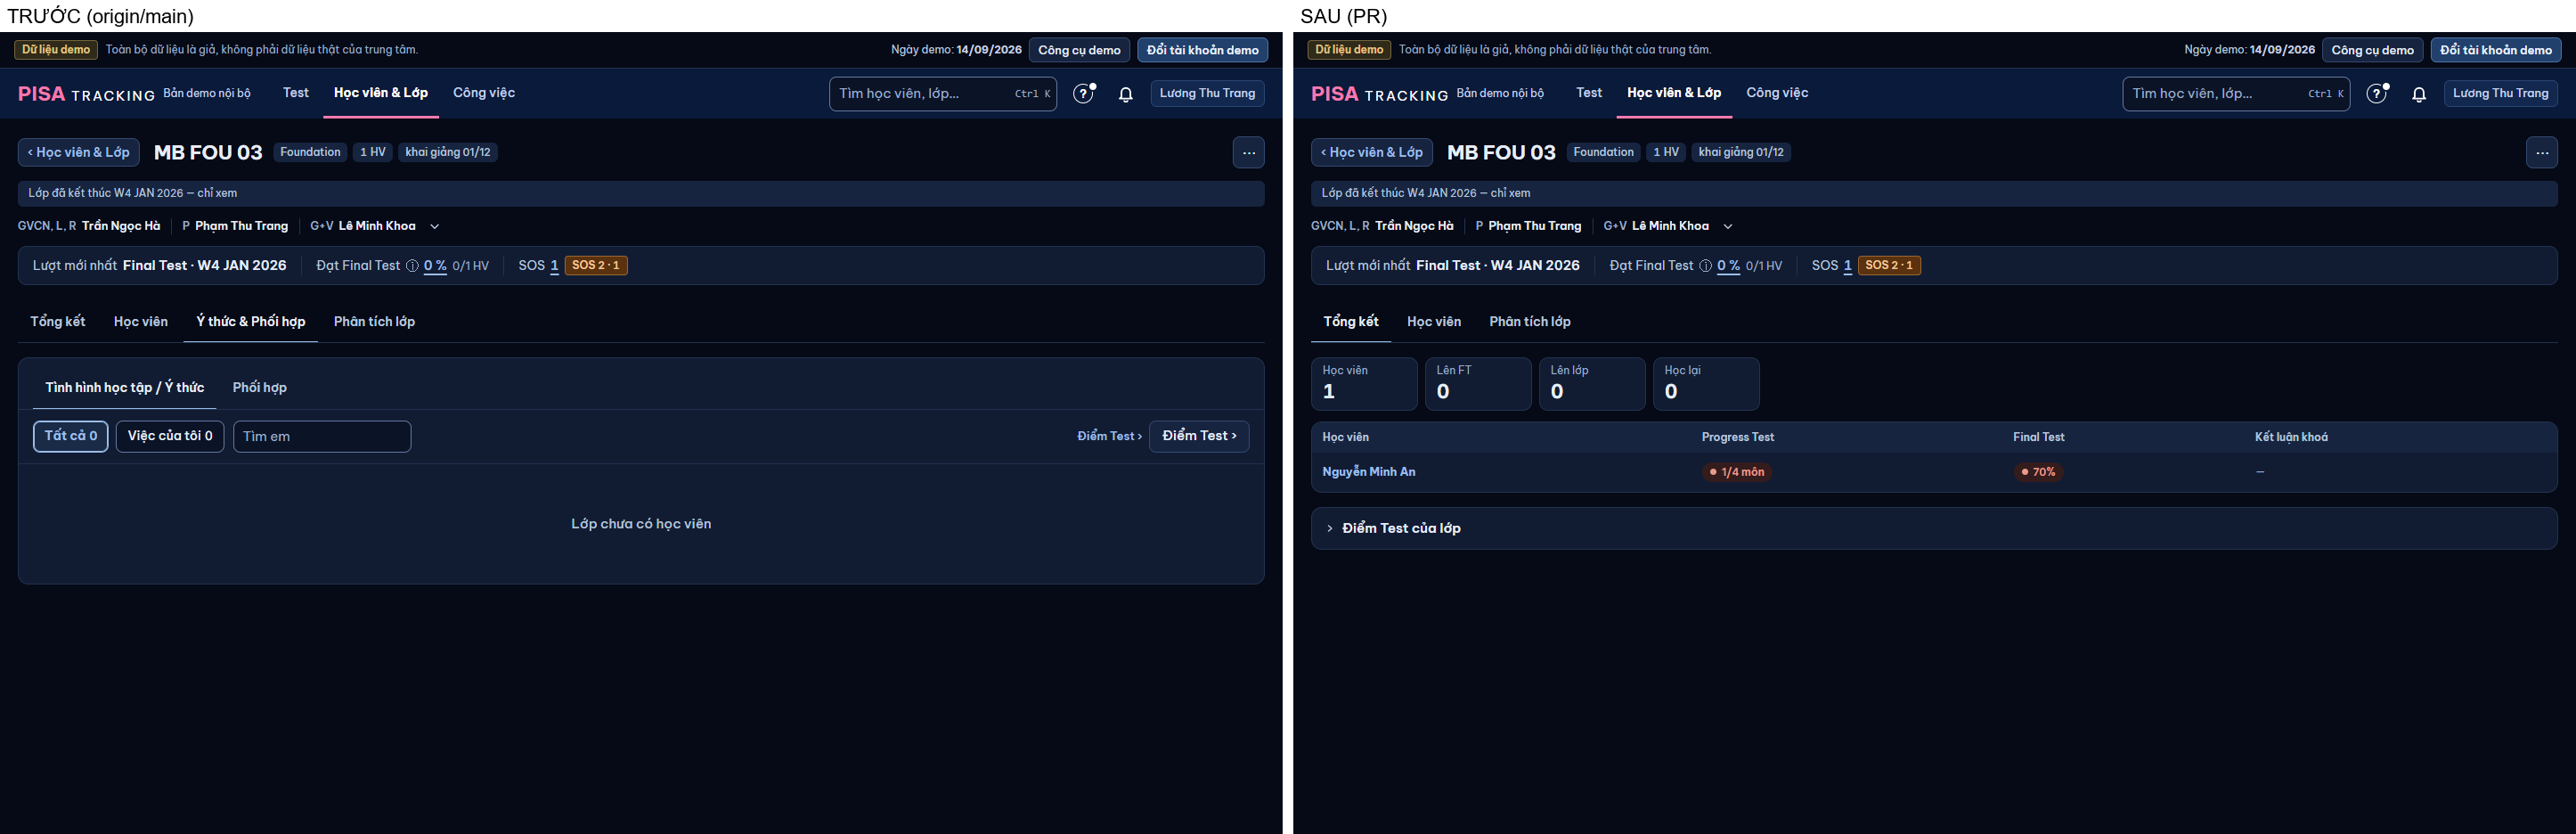 TRƯỚC (origin/main)
Dữ liệu demo Toàn bộ dữ liệu là giả, không phải dữ liệu thật của trung tâm. Ngày demo: 14/09/2026 Công cụ demo Đổi tài khoản demo
PISA TRACKING Bản demo nội bộ Test Học viên & Lớp Công việc Tìm học viên, lớp... Ctrl K ? Lương Thu Trang
‹ Học viên & Lớp MB FOU 03 Foundation 1 HV khai giảng 01/12 ...
Lớp đã kết thúc W4 JAN 2026 — chỉ xem
GVCN, L, R Trần Ngọc Hà P Phạm Thu Trang G+V Lê Minh Khoa
Lượt mới nhất Final Test · W4 JAN 2026 Đạt Final Test ⓘ 0 % 0/1 HV SOS 1 SOS 2 · 1
Tổng kết Học viên Ý thức & Phối hợp Phân tích lớp
Tình hình học tập / Ý thức Phối hợp
Tất cả 0 Việc của tôi 0 Tìm em Điểm Test › Điểm Test ›
Lớp chưa có học viên
SAU (PR)
Dữ liệu demo Toàn bộ dữ liệu là giả, không phải dữ liệu thật của trung tâm. Ngày demo: 14/09/2026 Công cụ demo Đổi tài khoản demo
PISA TRACKING Bản demo nội bộ Test Học viên & Lớp Công việc Tìm học viên, lớp... Ctrl K ? Lương Thu Trang
‹ Học viên & Lớp MB FOU 03 Foundation 1 HV khai giảng 01/12 ...
Lớp đã kết thúc W4 JAN 2026 — chỉ xem
GVCN, L, R Trần Ngọc Hà P Phạm Thu Trang G+V Lê Minh Khoa
Lượt mới nhất Final Test · W4 JAN 2026 Đạt Final Test ⓘ 0 % 0/1 HV SOS 1 SOS 2 · 1
Tổng kết Học viên Phân tích lớp
Học viên Lên FT Lên lớp Học lại
1 0 0 0
Học viên Progress Test Final Test Kết luận khoá
Nguyễn Minh An 1/4 môn 70% —
› Điểm Test của lớp